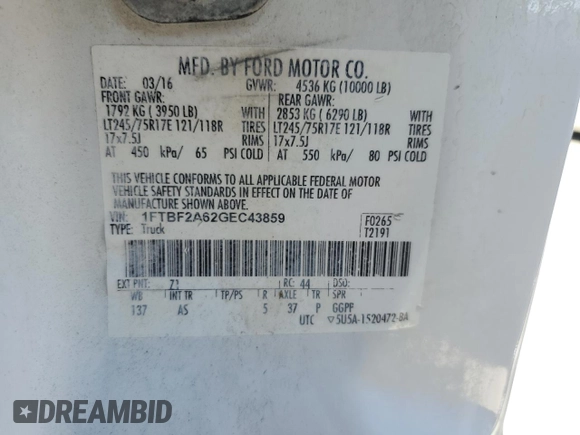 MFD. BY FORD MOTOR CO.
DATE: 03/16 GVWR: 4536 KG (10000 LB)
FRONT GAWR: REAR GAWR:
1792 KG ( 3950 LB) WITH 2853 KG ( 6290 LB) WITH
LT245/75R17E 121/118R TIRES LT245/75R17E 121/118R TIRES
17x7.5J RIMS 17x7.5J RIMS
AT 450 kPa/ 65 PSI COLD AT 550 kPa/ 80 PSI COLD
THIS VEHICLE CONFORMS TO ALL APPLICABLE FEDERAL MOTOR
VEHICLE SAFETY STANDARDS IN EFFECT ON THE DATE OF
MANUFACTURE SHOWN ABOVE.
VIN: 1FTBF2A62GEC43859 F0265
TYPE: Truck T2191
EXT PNT: Z1 RC: 44 DSO:
WB INT TR TP/PS R AXLE TR SPR
137 AS 5 37 P GGPP
UTC ▽5U5A-1520472-BA
DREAMBID